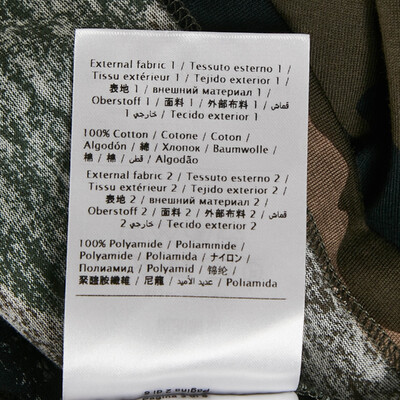 External fabric 1 / Tessuto esterno 1 /
Tissu extérieur 1 / Tejido exterior 1 /
表地 1 / внешний материал 1 /
Oberstoff 1 / 面料 1 / 外部布料 1 / قماش
خارجي 1 / Tecido exterior 1
100% Cotton / Cotone / Coton /
Algodón / 綿 / Хлопок / Baumwolle /
棉 / 棉 / قطن / Algodão
External fabric 2 / Tessuto esterno 2 /
Tissu extérieur 2 / Tejido exterior 2 /
表地 2 / внешний материал 2 /
Oberstoff 2 / 面料 2 / 外部布料 2 / قماش
خارجي 2 / Tecido exterior 2
100% Polyamide / Poliammide /
Polyamide / Poliamida / ナイロン /
Полиамид / Polyamid / 锦纶 /
聚醯胺纖維 / 尼龍 / عديد الأميد / Poliamida
Pagina 2 di 6